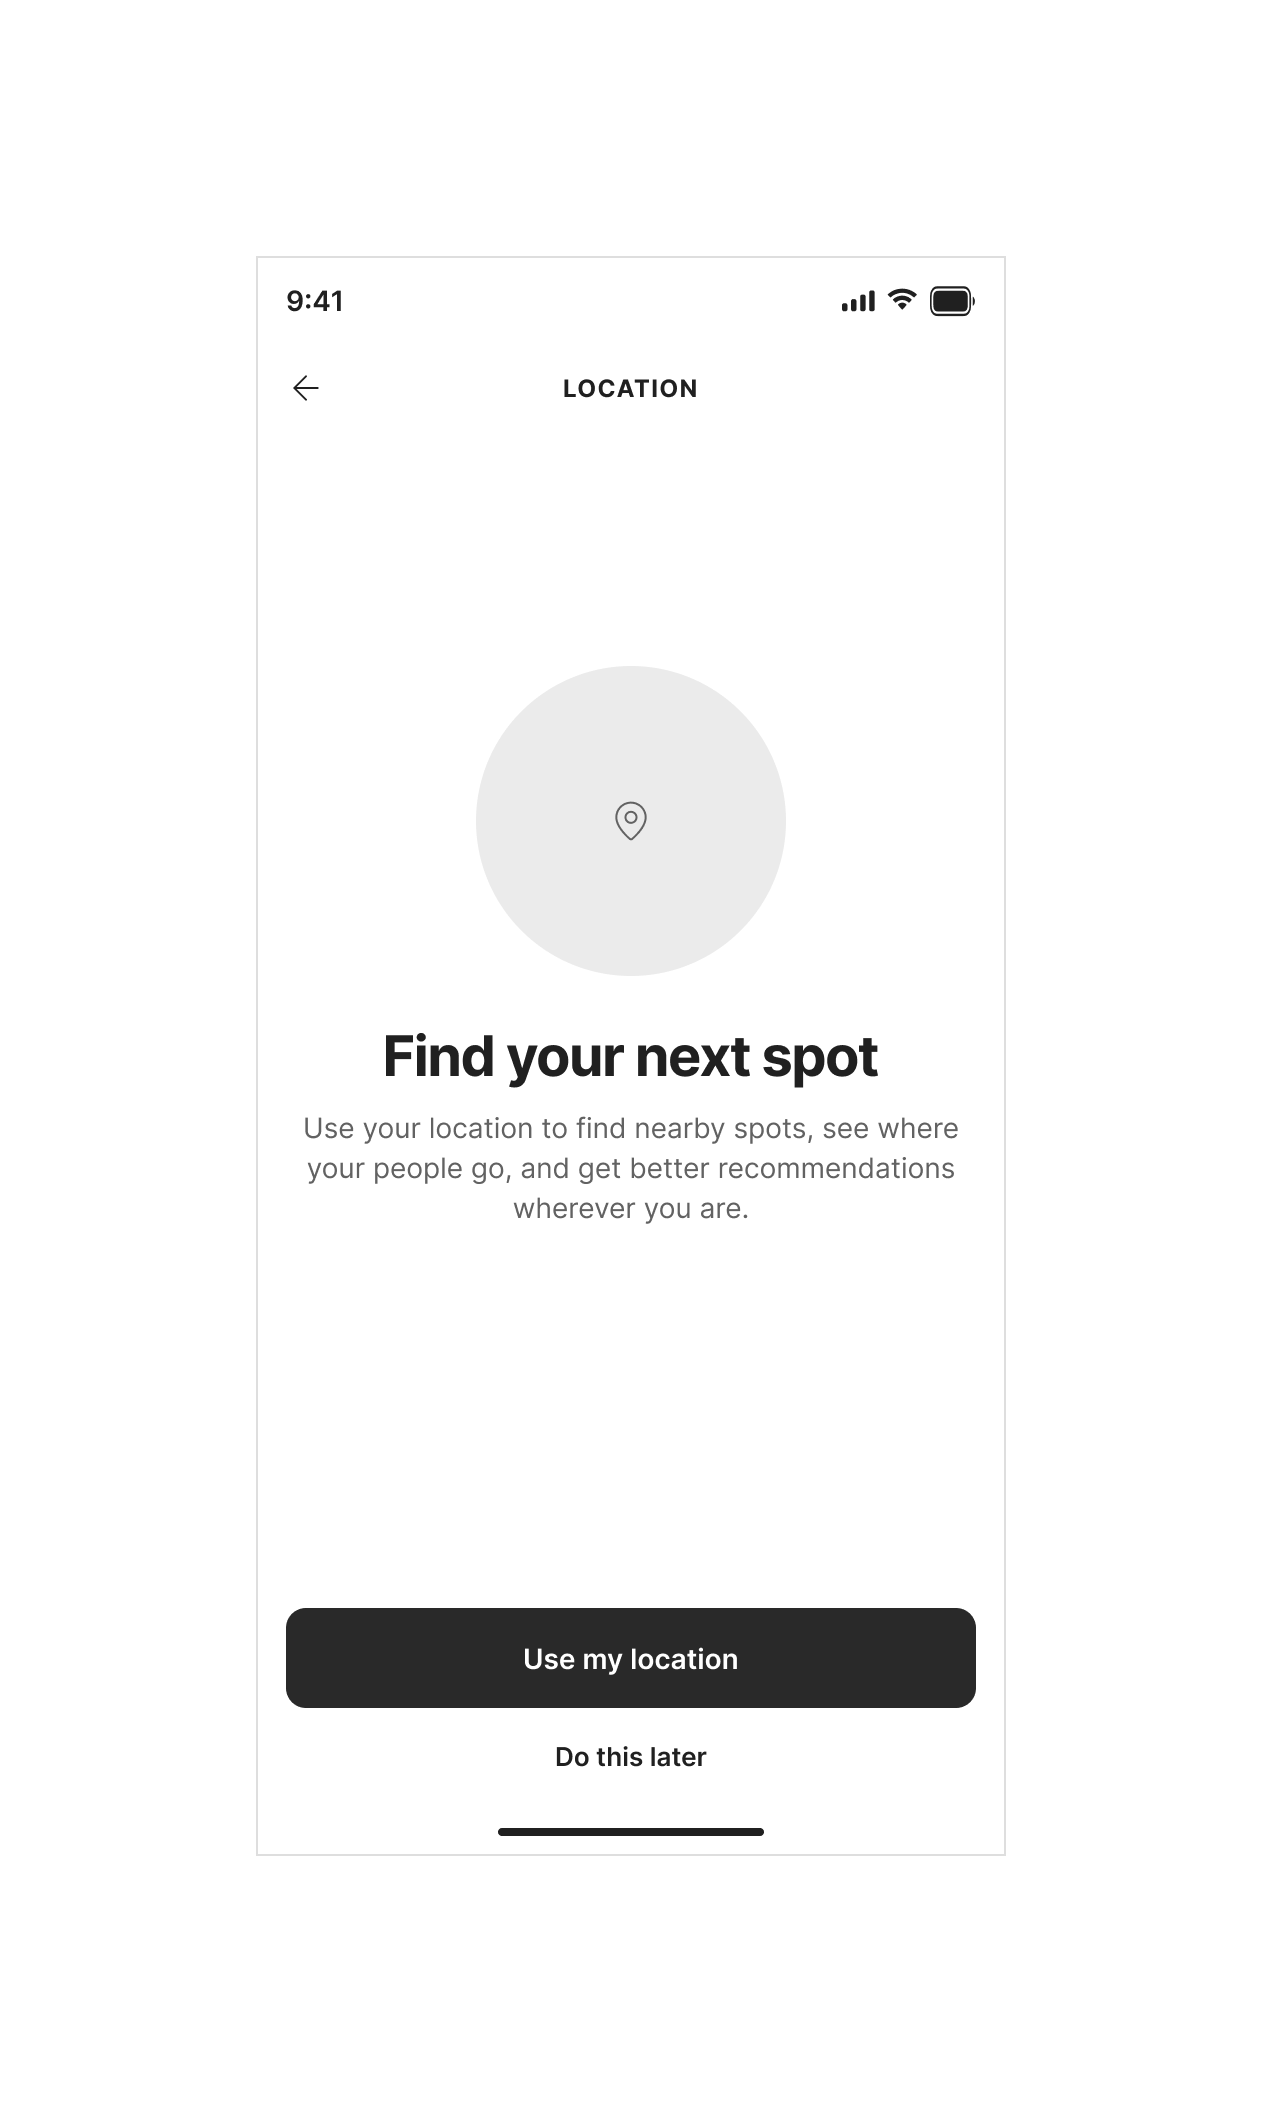 9:41
LOCATION
Find your next spot
Use your location to find nearby spots, see where
your people go, and get better recommendations
wherever you are.
Use my location
Do this later